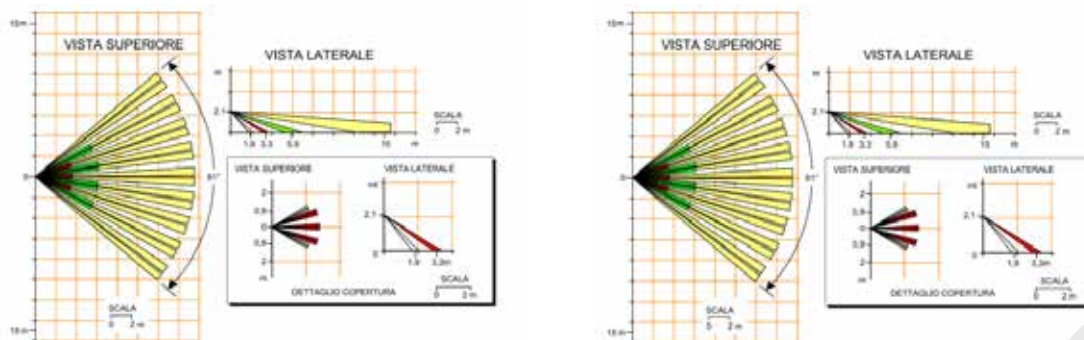 15m
VISTA SUPERIORE
VISTA LATERALE
m
2.1
1.9 3.3 5.8 15 m
SCALA
0 2 m
0
91°
VISTA SUPERIORE
VISTA LATERALE
2
0,9
0
0,9
2
m
2.1
0
1,9 3,3m
SCALA
0 2 m
DETTAGLIO COPERTURA
SCALA
0 2 m
15m
15m
VISTA SUPERIORE
VISTA LATERALE
m
2.1
1.9 3.3 5.8 15 m
SCALA
0 2 m
0
VISTA SUPERIORE
VISTA LATERALE
2
0,9
0
0,9
2
m
2.1
0
1,9 3,3m
SCALA
0 2 m
DETTAGLIO COPERTURA
SCALA
2 m
15m